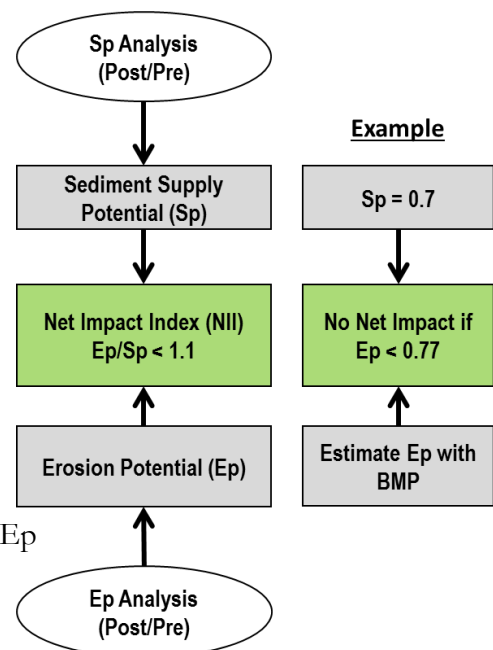 Sp Analysis
(Post/Pre)
Sediment Supply
Potential (Sp)
Net Impact Index (NII)
Ep/Sp < 1.1
Erosion Potential (Ep)
Ep
Ep Analysis
(Post/Pre)
Example
Sp = 0.7
No Net Impact if
Ep < 0.77
Estimate Ep with
BMP